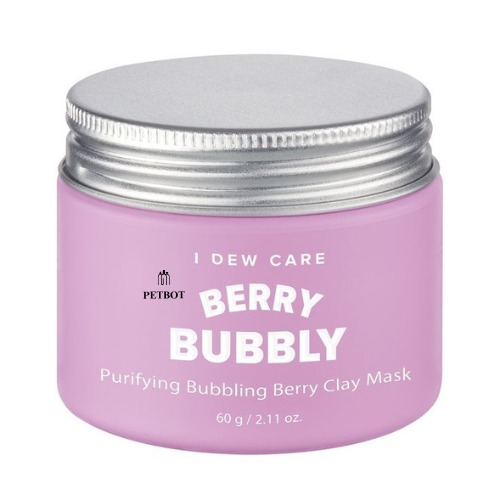 I DEW CARE
PETBOT
BERRY
BUBBLY
Purifying Bubbling Berry Clay Mask
60 g / 2.11 oz.